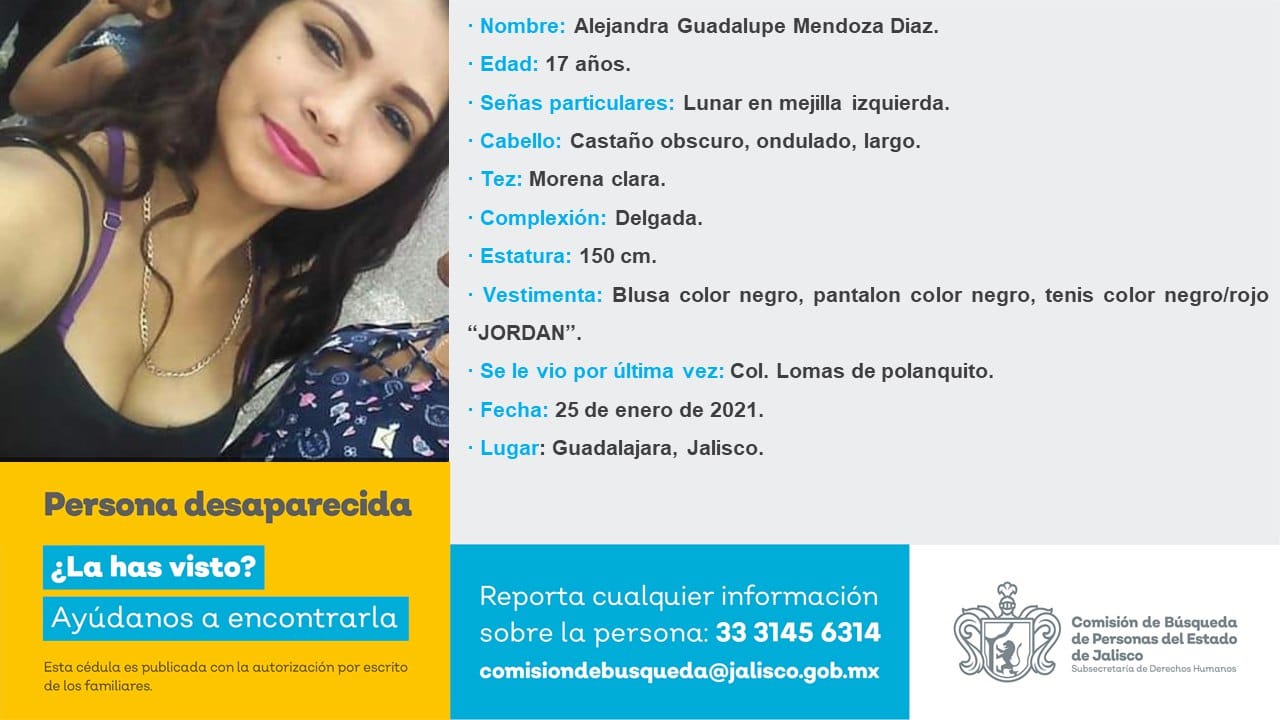 · Nombre: Alejandra Guadalupe Mendoza Diaz.
· Edad: 17 años.
· Señas particulares: Lunar en mejilla izquierda.
· Cabello: Castaño obscuro, ondulado, largo.
· Tez: Morena clara.
· Complexión: Delgada.
· Estatura: 150 cm.
· Vestimenta: Blusa color negro, pantalon color negro, tenis color negro/rojo
“JORDAN”.
· Se le vio por última vez: Col. Lomas de polanquito.
· Fecha: 25 de enero de 2021.
· Lugar: Guadalajara, Jalisco.
Persona desaparecida
¿La has visto?
Ayúdanos a encontrarla
Esta cédula es publicada con la autorización por escrito
de los familiares.
Reporta cualquier información
sobre la persona: 33 3145 6314
comisiondebusqueda@jalisco.gob.mx
Comisión de Búsqueda
de Personas del Estado
de Jalisco
Subsecretaría de Derechos Humanos